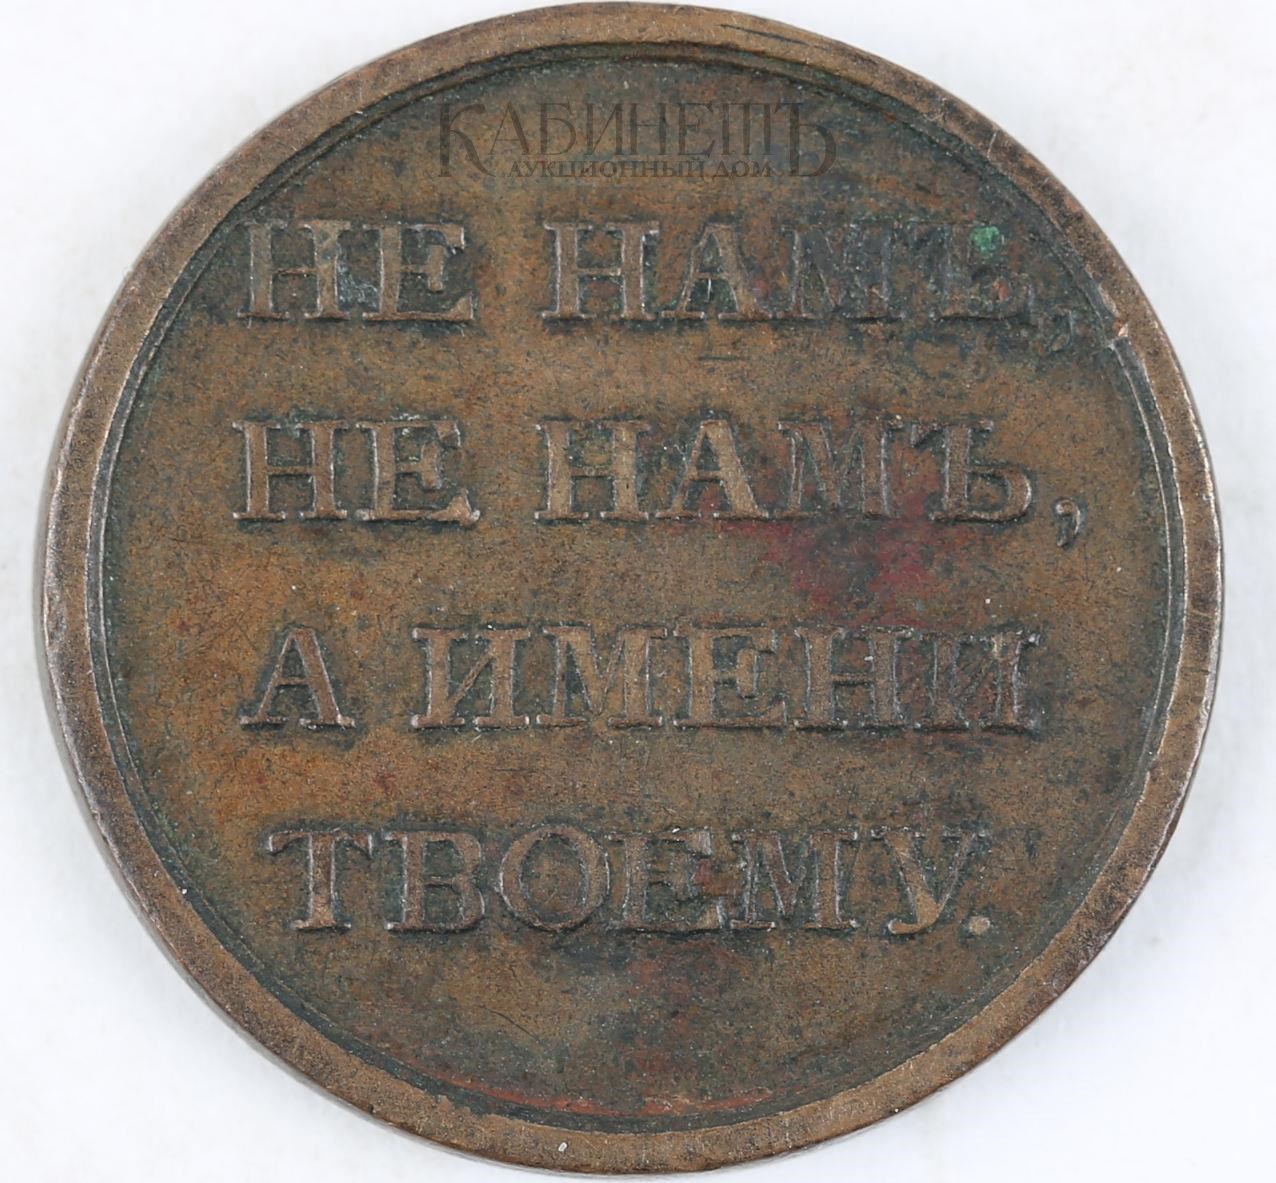 КАБИНЕТЪ
АУКЦИОННЫЙ ДОМ
НЕ НАМЪ,
НЕ НАМЪ,
А ИМЕНИ
ТВОЕМУ.